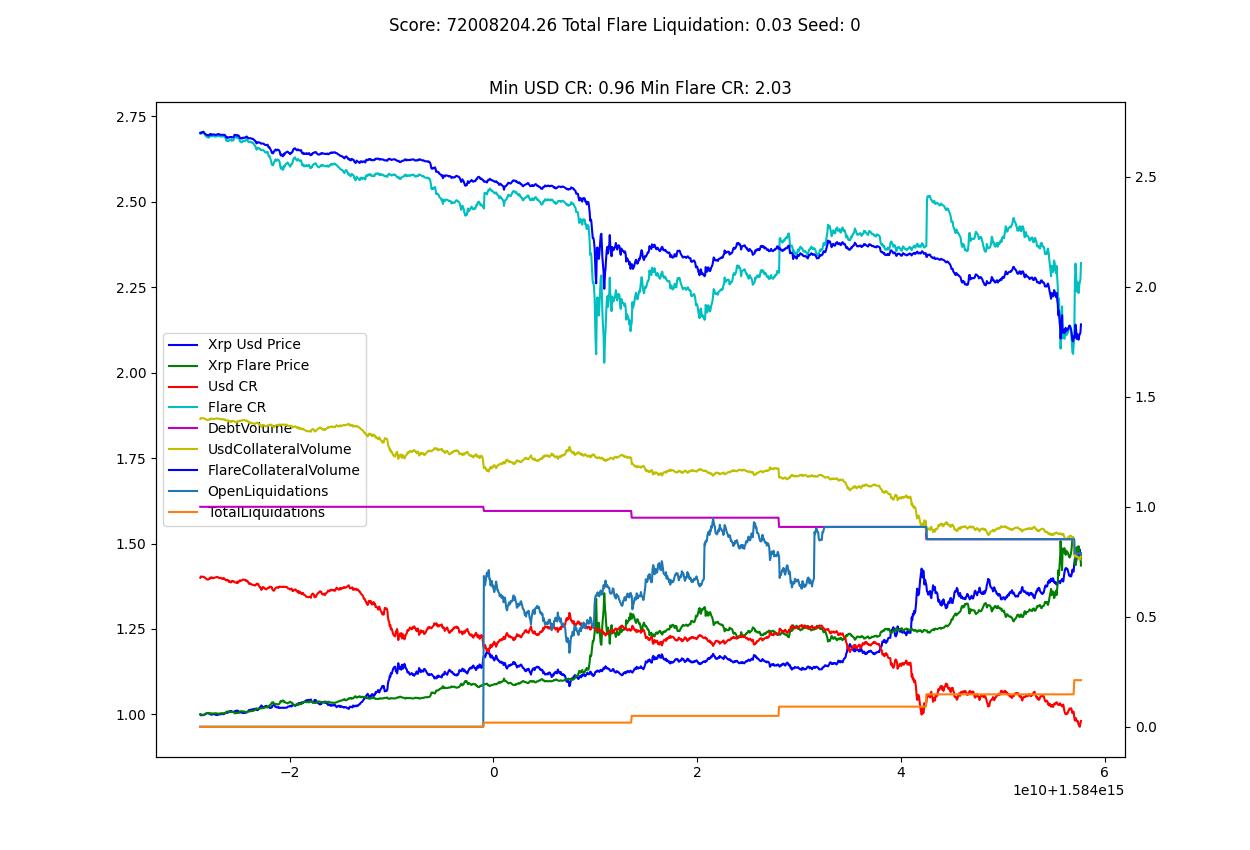 Score: 72008204.26 Total Flare Liquidation: 0.03 Seed: 0
Min USD CR: 0.96 Min Flare CR: 2.03
2.75
2.50
2.25
2.00
1.75
1.50
1.25
1.00
Xrp Usd Price
Xrp Flare Price
Usd CR
Flare CR
DebtVolume
UsdCollateralVolume
FlareCollateralVolume
OpenLiquidations
TotalLiquidations
2.5
2.0
1.5
1.0
0.5
0.0
−2 0 2 4 6
1e10+1.584e15